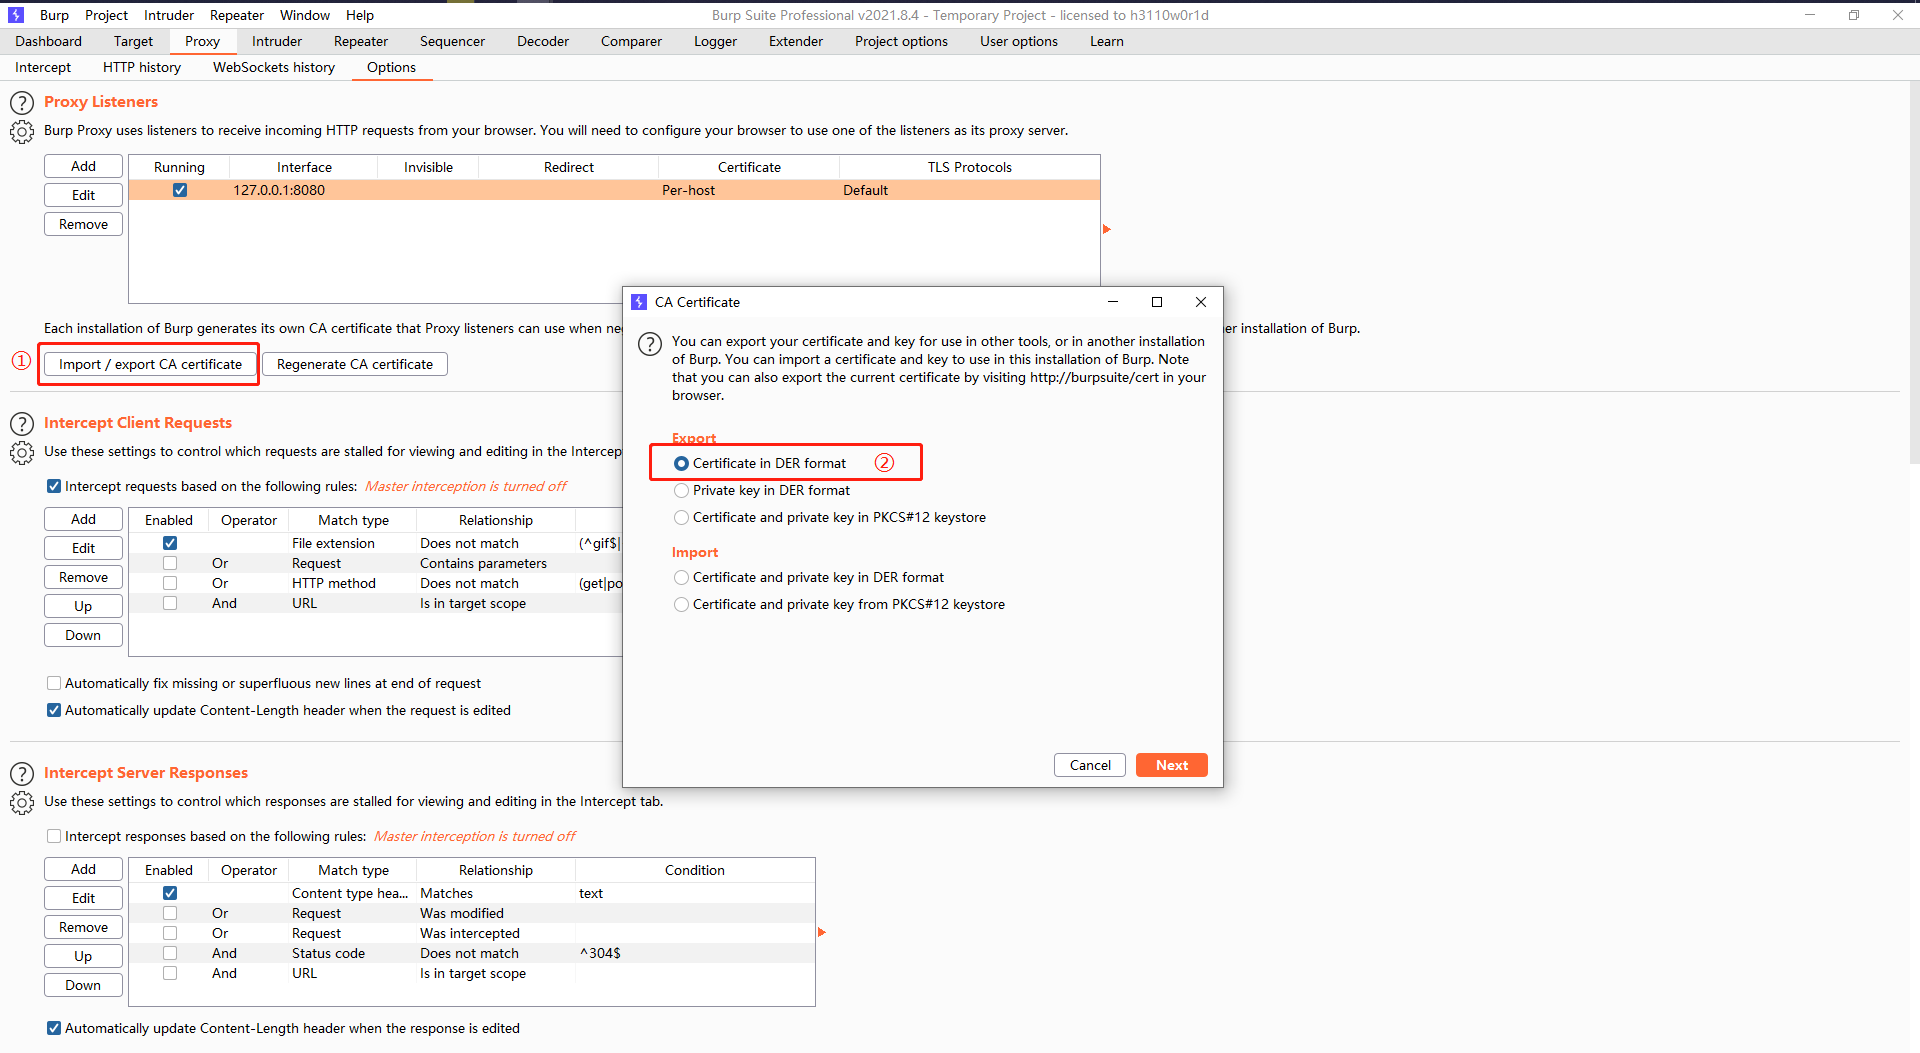 Burp Project Intruder Repeater Window Help
Burp Suite Professional v2021.8.4 - Temporary Project - licensed to h3110w0r1d
Dashboard Target Proxy Intruder Repeater Sequencer Decoder Comparer Logger Extender Project options User options Learn
Intercept HTTP history WebSockets history Options
? Proxy Listeners
Burp Proxy uses listeners to receive incoming HTTP requests from your browser. You will need to configure your browser to use one of the listeners as its proxy server.
Add
Edit
Remove
Running Interface Invisible Redirect Certificate TLS Protocols
127.0.0.1:8080 Per-host Default
Each installation of Burp generates its own CA certificate that Proxy listeners can use when
er installation of Burp.
① Import / export CA certificate Regenerate CA certificate
? Intercept Client Requests
Use these settings to control which requests are stalled for viewing and editing in the Intercep
Intercept requests based on the following rules: Master interception is turned off
Add
Edit
Remove
Up
Down
Enabled Operator Match type Relationship
File extension Does not match (^gif$|
Or Request Contains parameters
Or HTTP method Does not match (get|po
And URL Is in target scope
Automatically fix missing or superfluous new lines at end of request
Automatically update Content-Length header when the request is edited
? Intercept Server Responses
Use these settings to control which responses are stalled for viewing and editing in the Intercept tab.
Intercept responses based on the following rules: Master interception is turned off
Add
Edit
Remove
Up
Down
Enabled Operator Match type Relationship Condition
Content type hea... Matches text
Or Request Was modified
Or Request Was intercepted
And Status code Does not match ^304$
And URL Is in target scope
Automatically update Content-Length header when the response is edited
CA Certificate
? You can export your certificate and key for use in other tools, or in another installation
of Burp. You can import a certificate and key to use in this installation of Burp. Note
that you can also export the current certificate by visiting http://burpsuite/cert in your
browser.
Export
Certificate in DER format ②
Private key in DER format
Certificate and private key in PKCS#12 keystore
Import
Certificate and private key in DER format
Certificate and private key from PKCS#12 keystore
Cancel Next